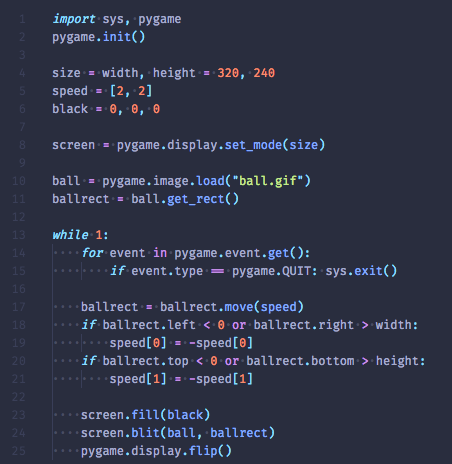 1 import sys, pygame
2 pygame.init()
3
4 size = width, height = 320, 240
5 speed = [2, 2]
6 black = 0, 0, 0
7
8 screen = pygame.display.set_mode(size)
9
10 ball = pygame.image.load("ball.gif")
11 ballrect = ball.get_rect()
12
13 while 1:
14     for event in pygame.event.get():
15         if event.type == pygame.QUIT: sys.exit()
16
17     ballrect = ballrect.move(speed)
18     if ballrect.left < 0 or ballrect.right > width:
19         speed[0] = -speed[0]
20     if ballrect.top < 0 or ballrect.bottom > height:
21         speed[1] = -speed[1]
22
23     screen.fill(black)
24     screen.blit(ball, ballrect)
25     pygame.display.flip()